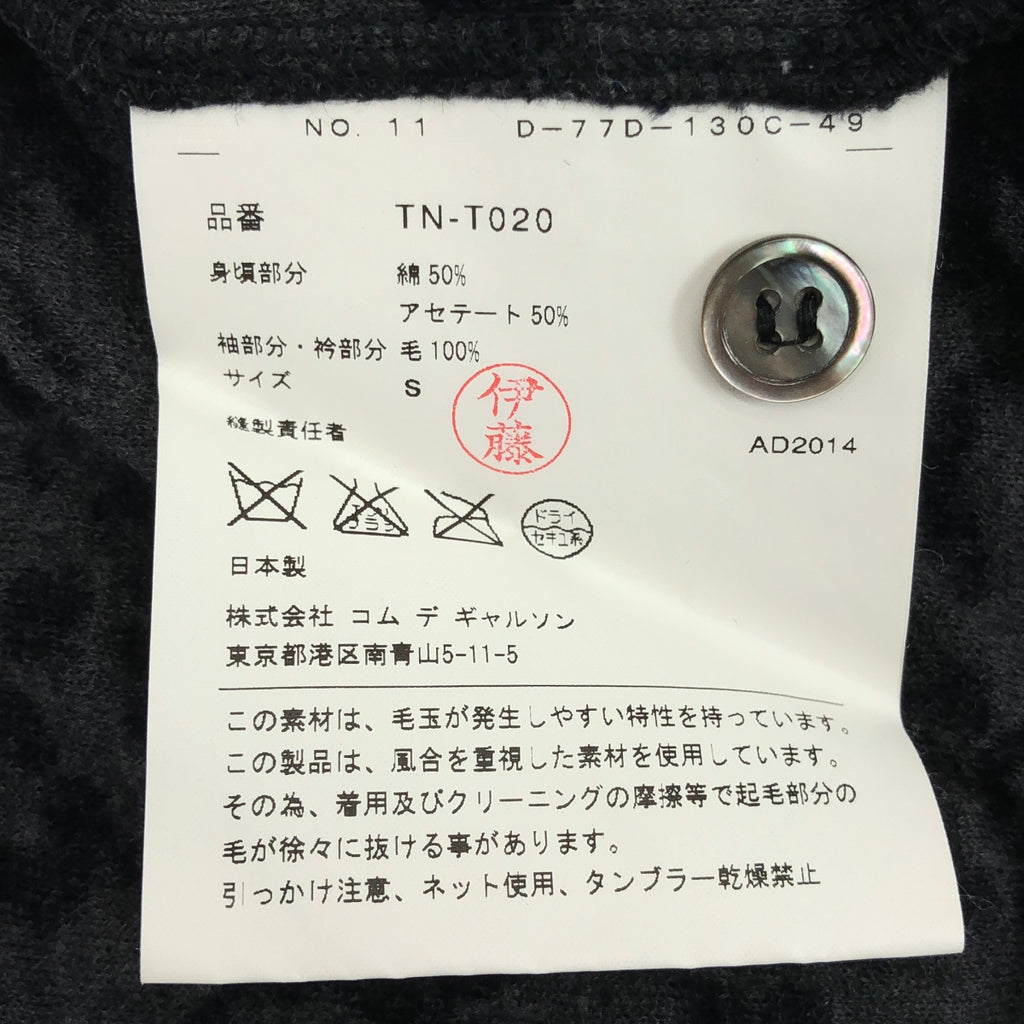 NO. 11 D-77D-130C-49
品番 TN-T020
身頃部分 綿 50%
アセテート 50%
袖部分・衿部分 毛 100%
サイズ S
伊藤
縫製責任者
AD2014
エンソ
サラシ
ドライ
セキユ系
日本製
株式会社 コム デ ギャルソン
東京都港区南青山5-11-5
この素材は、毛玉が発生しやすい特性を持っています。
この製品は、風合を重視した素材を使用しています。
その為、着用及びクリーニングの摩擦等で起毛部分の
毛が徐々に抜ける事があります。
引っかけ注意、ネット使用、タンブラー乾燥禁止